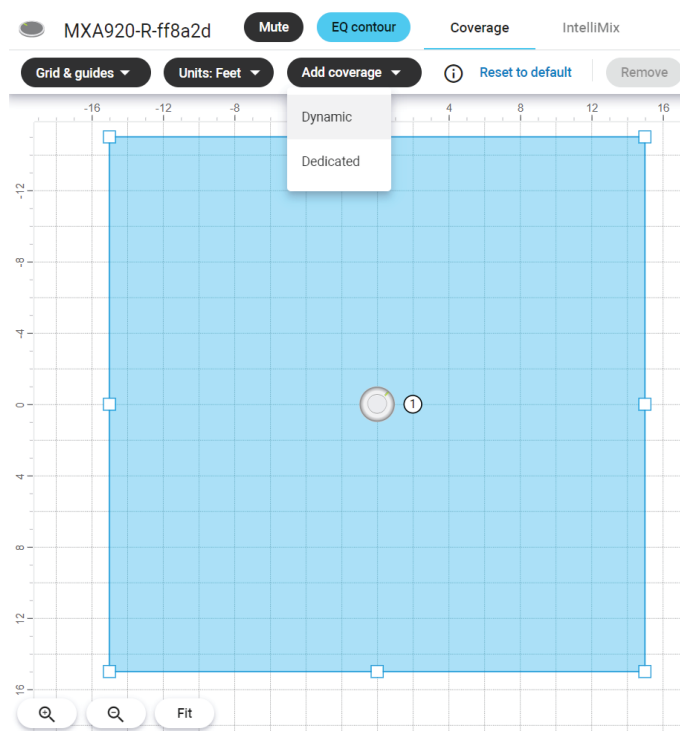 MXA920-R-ff8a2d Mute EQ contour Coverage IntelliMix
Grid & guides Units: Feet Add coverage Reset to default Remove
-16 -12 -8 4 8 12 16
Dynamic
Dedicated
-12
-8
-4
0
1
4
8
12
16
Fit